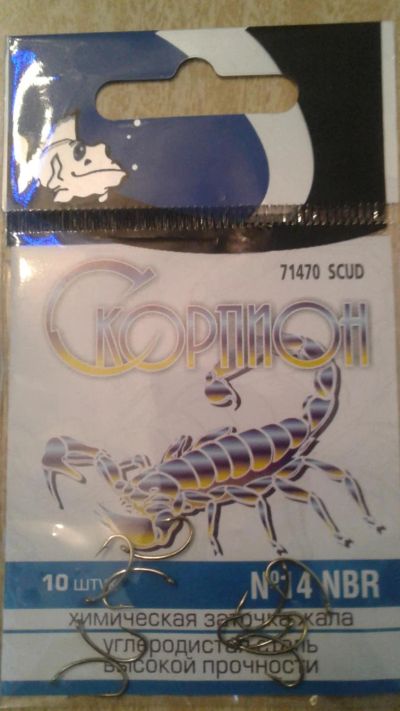 71470 SCUD
Скорпион
10 шт
№14 NBR
химическая заточка жала
углеродистая сталь
высокой прочности